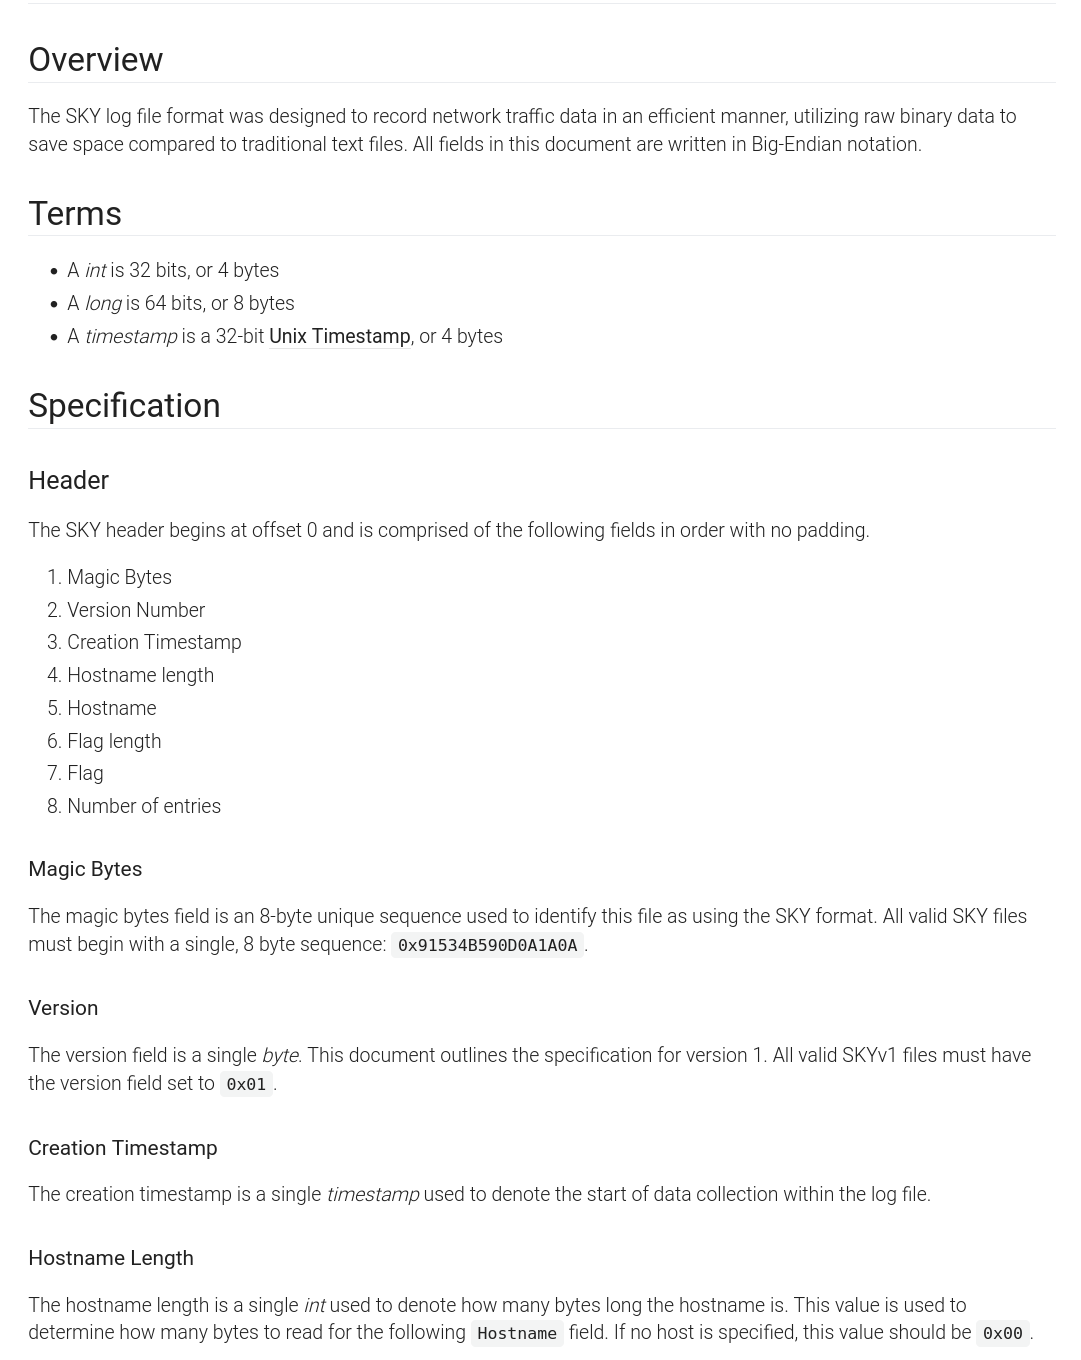 Overview
The SKY log file format was designed to record network traffic data in an efficient manner, utilizing raw binary data to
save space compared to traditional text files. All fields in this document are written in Big-Endian notation.
Terms
• A int is 32 bits, or 4 bytes
• A long is 64 bits, or 8 bytes
• A timestamp is a 32-bit Unix Timestamp, or 4 bytes
Specification
Header
The SKY header begins at offset 0 and is comprised of the following fields in order with no padding.
1. Magic Bytes
2. Version Number
3. Creation Timestamp
4. Hostname length
5. Hostname
6. Flag length
7. Flag
8. Number of entries
Magic Bytes
The magic bytes field is an 8-byte unique sequence used to identify this file as using the SKY format. All valid SKY files
must begin with a single, 8 byte sequence: 0x91534B590D0A1A0A.
Version
The version field is a single byte. This document outlines the specification for version 1. All valid SKYv1 files must have
the version field set to 0x01.
Creation Timestamp
The creation timestamp is a single timestamp used to denote the start of data collection within the log file.
Hostname Length
The hostname length is a single int used to denote how many bytes long the hostname is. This value is used to
determine how many bytes to read for the following Hostname field. If no host is specified, this value should be 0x00.